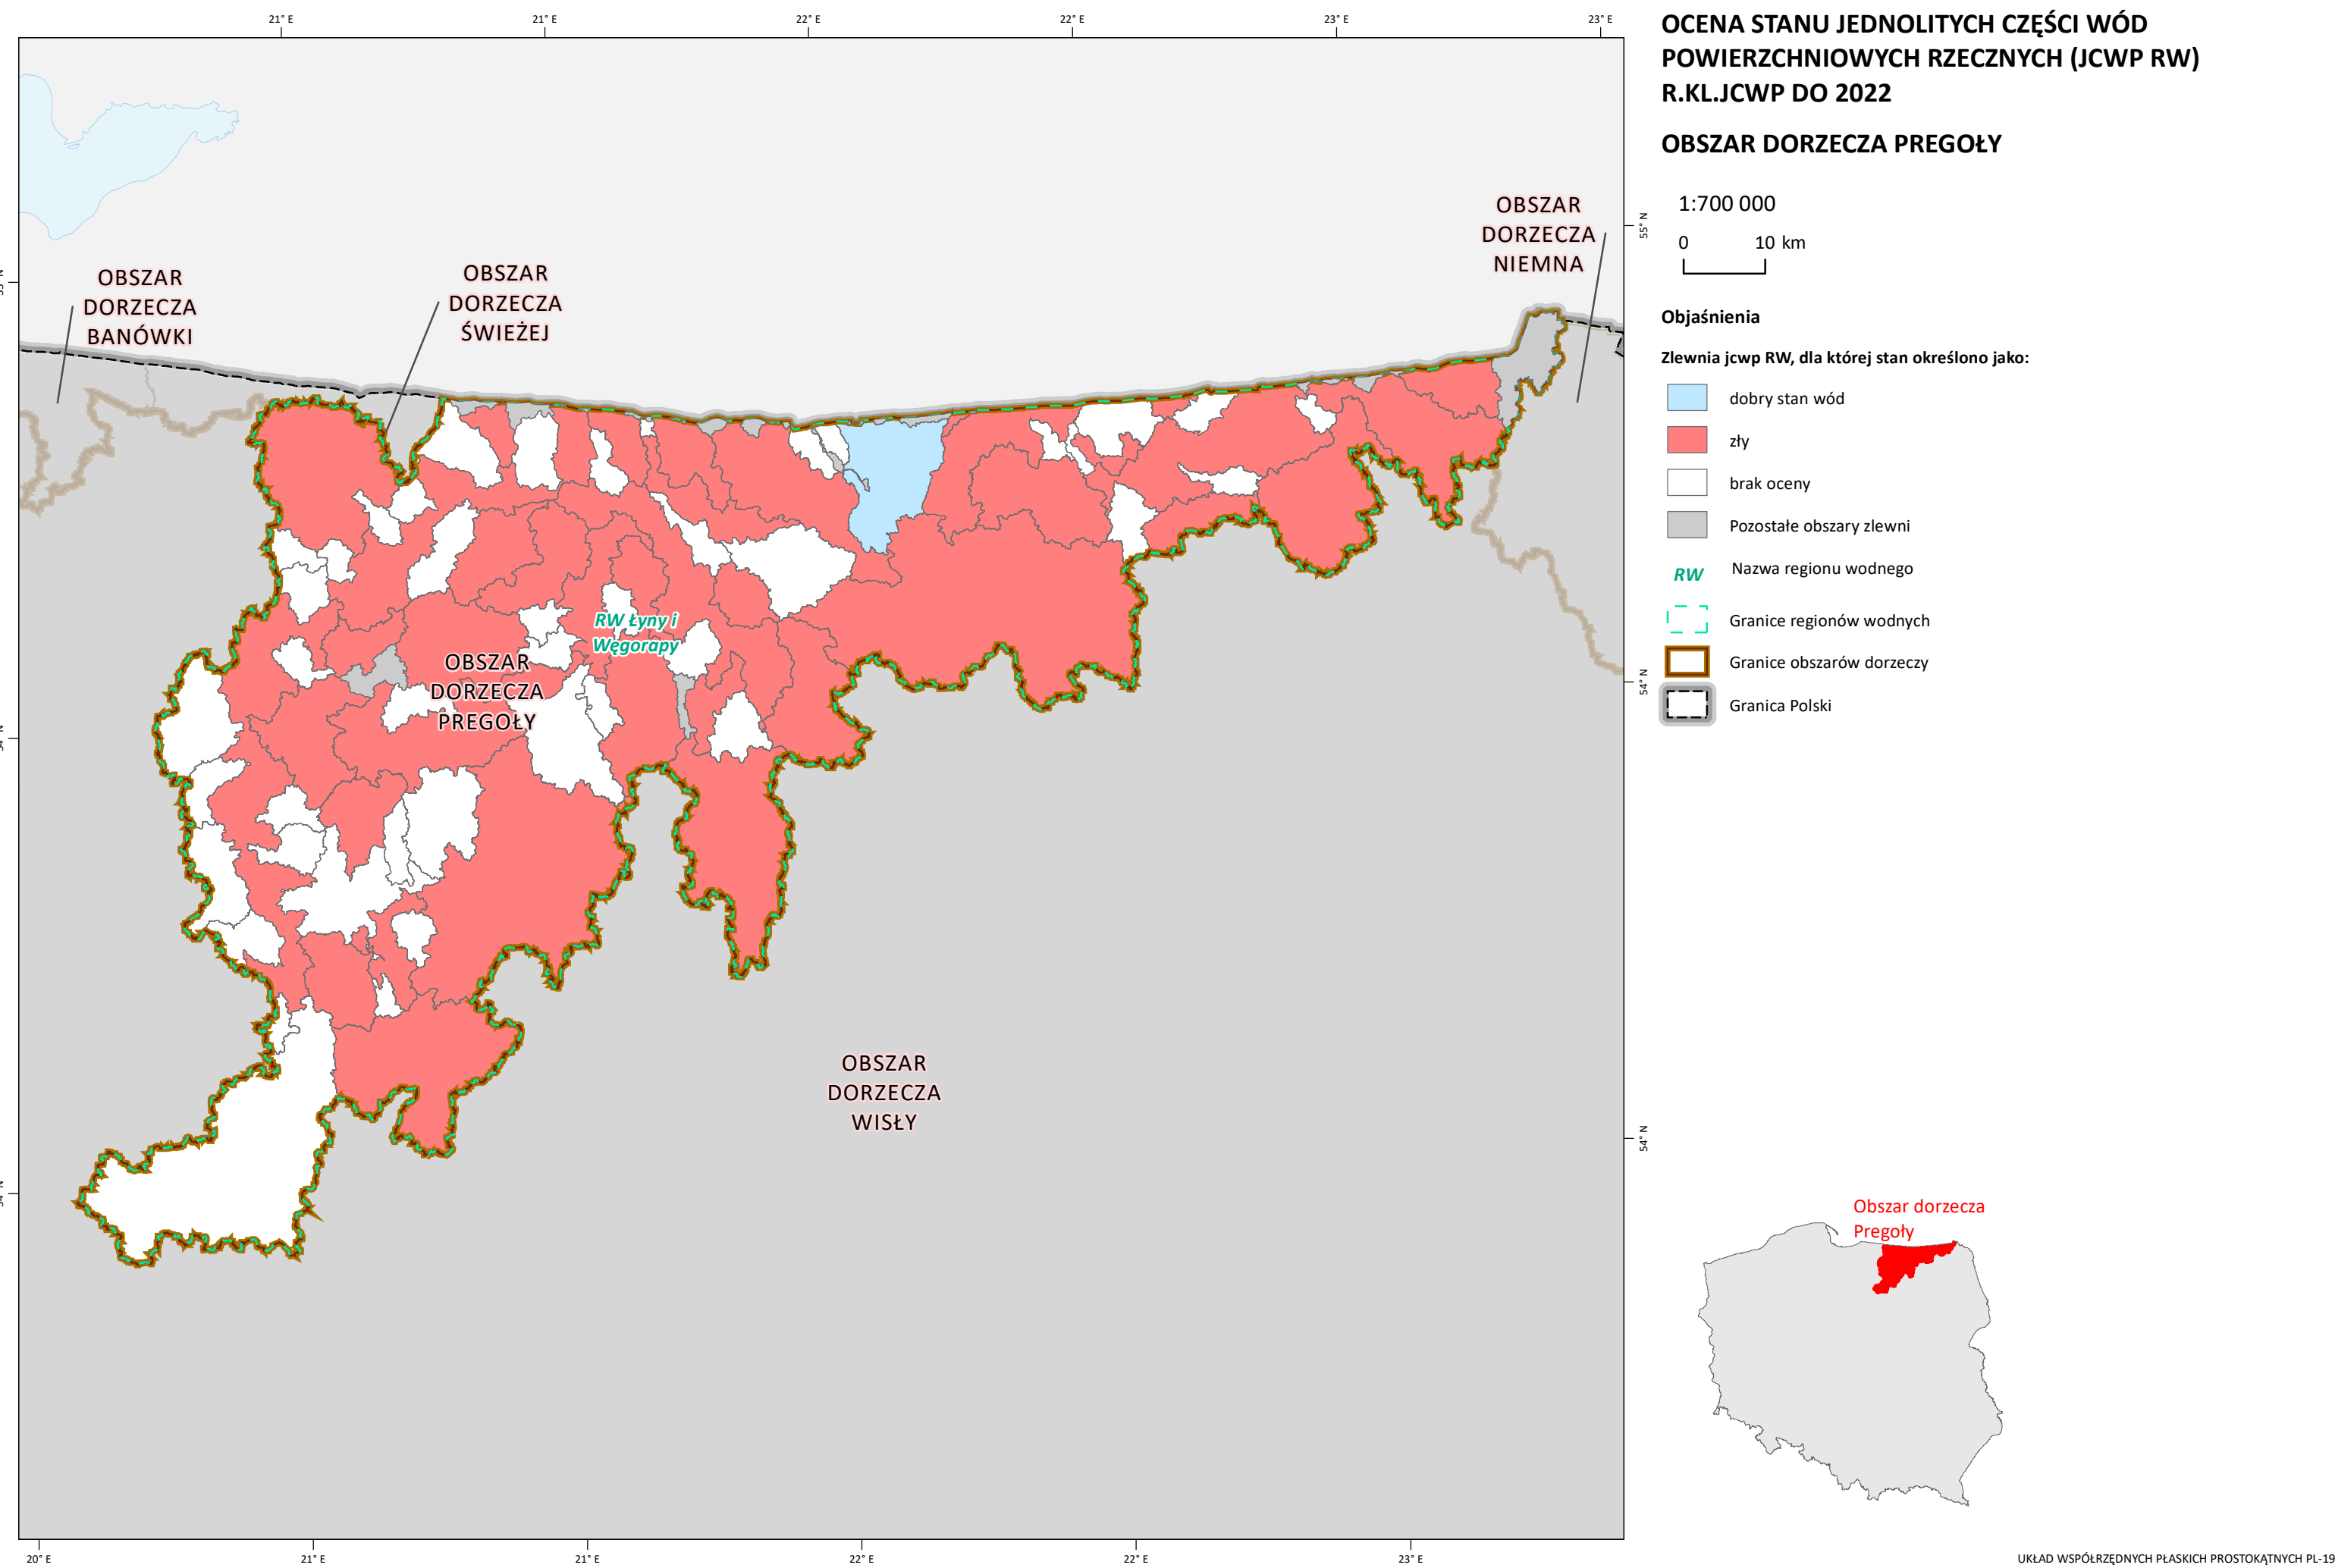 21° E
21° E
22° E
22° E
23° E
23° E
OCENA STANU JEDNOLITYCH CZĘŚCI WÓD
POWIERZCHNIOWYCH RZECZNYCH (JCWP RW)
R.KL.JCWP DO 2022
OBSZAR DORZECZA PREGOŁY
1:700 000
0 10 km
Objaśnienia
Zlewnia jcwp RW, dla której stan określono jako:
dobry stan wód
zły
brak oceny
Pozostałe obszary zlewni
RW Nazwa regionu wodnego
Granice regionów wodnych
Granice obszarów dorzeczy
Granica Polski
OBSZAR
DORZECZA
BANÓWKI
OBSZAR
DORZECZA
ŚWIEŻEJ
OBSZAR
DORZECZA
NIEMNA
55° N
54° N
54° N
RW Łyny i
Węgorapy
OBSZAR
DORZECZA
PREGOŁY
OBSZAR
DORZECZA
WISŁY
Obszar dorzecza
Pregoły
20° E
21° E
21° E
22° E
22° E
23° E
UKŁAD WSPÓŁRZĘDNYCH PŁASKICH PROSTOKĄTNYCH PL-19